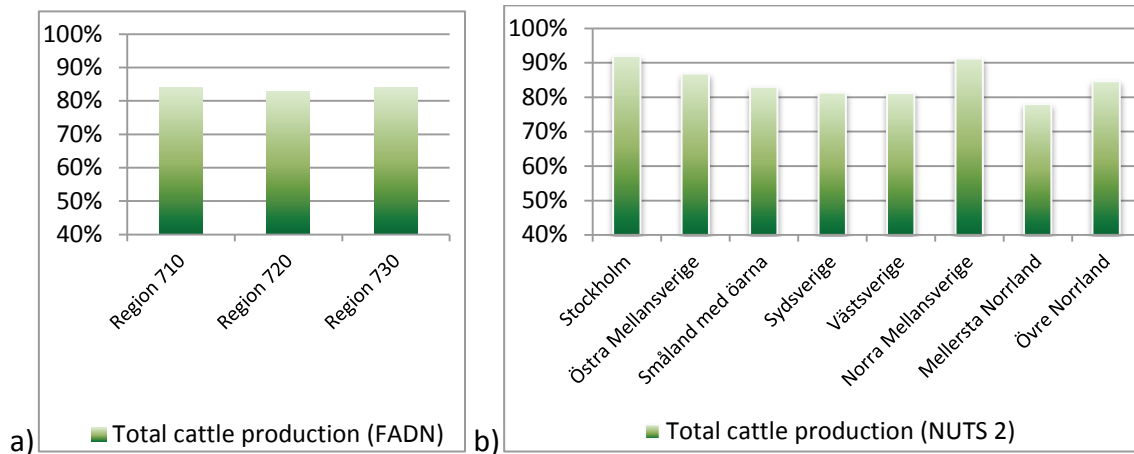 100%
90%
80%
70%
60%
50%
40%
Region 710
Region 720
Region 730
Total cattle production (FADN)
a)
100%
90%
80%
70%
60%
50%
40%
Stockholm
Östra Mellansverige
Småland med öarna
Sydsverige
Västsverige
Norra Mellansverige
Mellersta Norrland
Övre Norrland
Total cattle production (NUTS 2)
b)